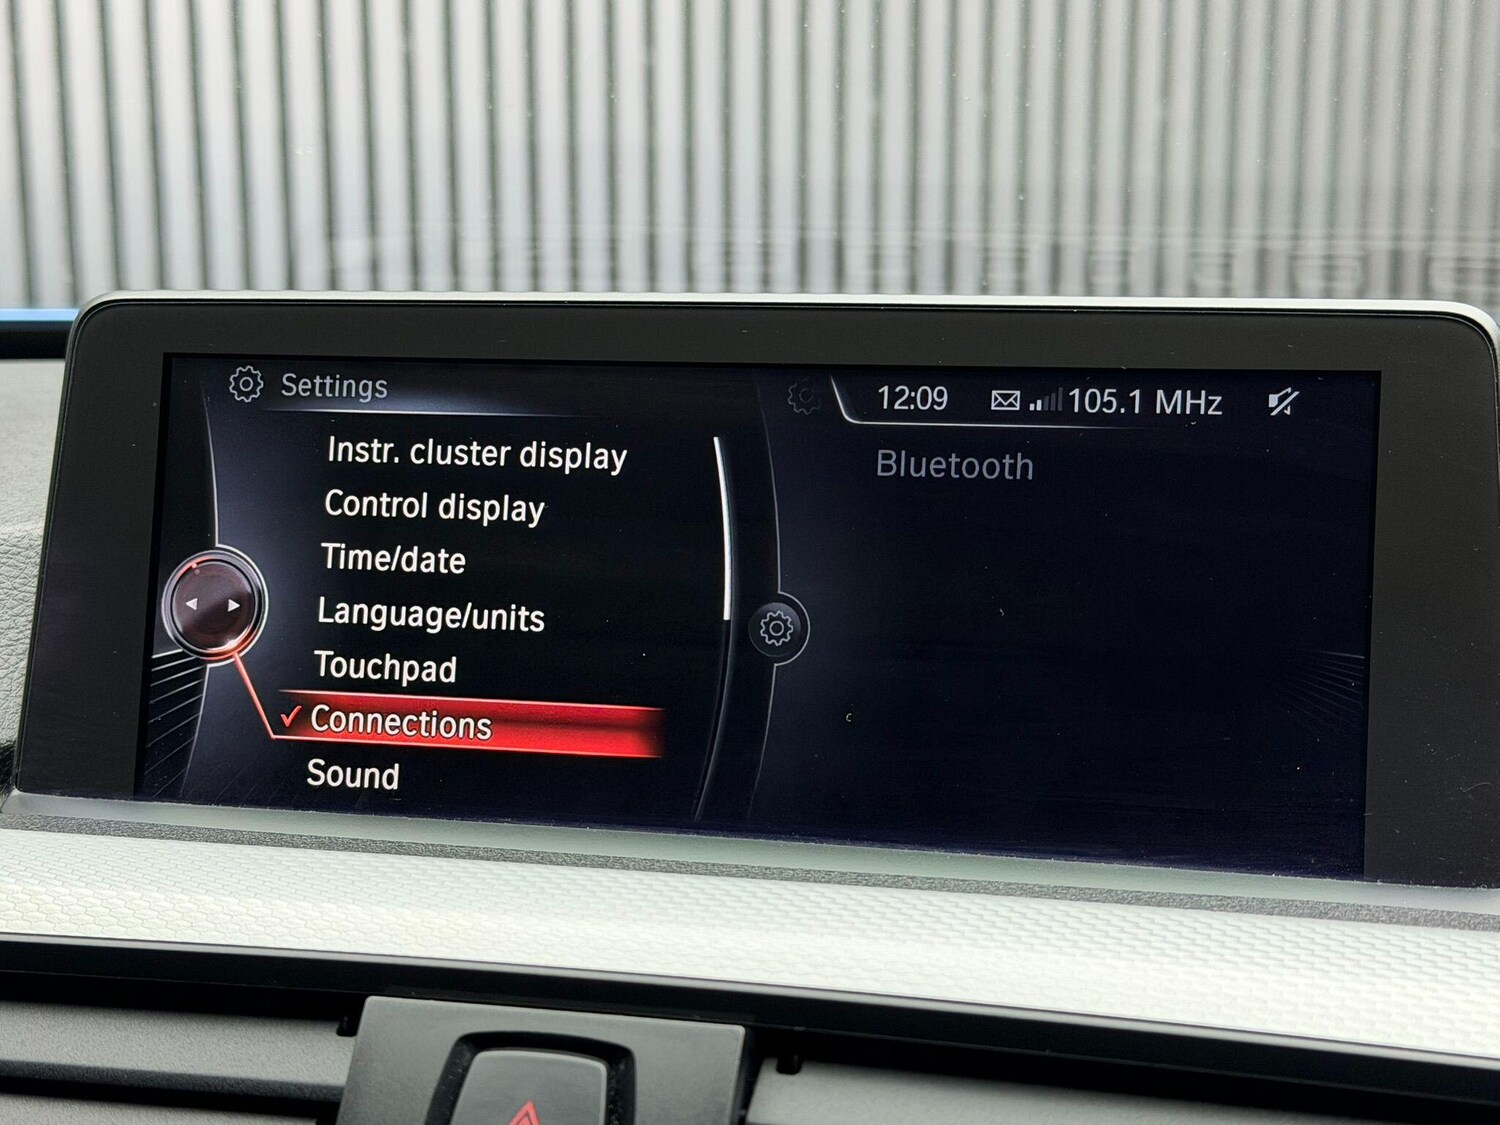 Settings
12:09 105.1 MHz
Instr. cluster display
Control display
Time/date
Language/units
Touchpad
✓ Connections
Sound
Bluetooth